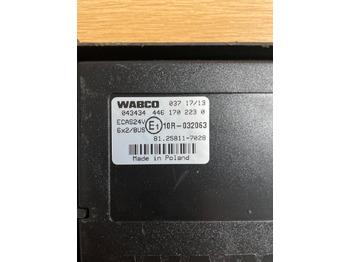 WABCO 037 17/13
043434 446 170 223 0
ECAS24V
6x2/BUS E1 10R-032063
81.25811-7028
Made in Poland